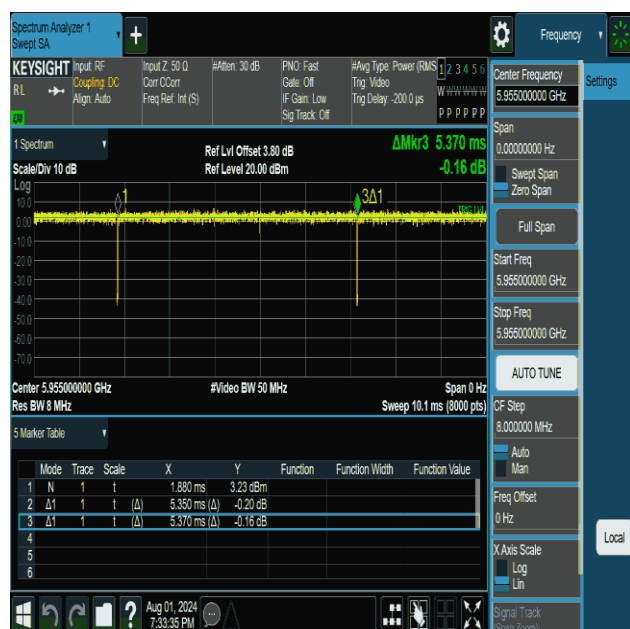 Spectrum Analyzer 1
Swept SA
Frequency
KEYSIGHT
RL
Input: RF
Coupling: DC
Align: Auto
Input Z: 50 Ω
Corr CCorr
Freq Ref: Int (S)
#Atten: 30 dB
PNO: Fast
Gate: Off
IF Gain: Low
Sig Track: Off
#Avg Type: Power (RMS
Trig: Video
Trig Delay: -200.0 µs
1 2 3 4 5 6
W W W W W W
P P P P P P
1 Spectrum
Scale/Div 10 dB
Ref Lvl Offset 3.80 dB
Ref Level 20.00 dBm
ΔMkr3 5.370 ms
-0.16 dB
Log
10.0
0.00
-10.0
-20.0
-30.0
-40.0
-50.0
-60.0
-70.0
1
3Δ1
TRIG LVL
Center 5.955000000 GHz
#Video BW 50 MHz
Span 0 Hz
Res BW 8 MHz
Sweep 10.1 ms (8000 pts)
5 Marker Table
Mode Trace Scale X Y Function Function Width Function Value
1 N 1 t 1.880 ms 3.23 dBm
2 Δ1 1 t (Δ) 5.350 ms (Δ) -0.20 dB
3 Δ1 1 t (Δ) 5.370 ms (Δ) -0.16 dB
4
5
6
Aug 01, 2024
7:33:35 PM
Center Frequency
5.955000000 GHz
Span
0.00000000 Hz
Swept Span
Zero Span
Full Span
Start Freq
5.955000000 GHz
Stop Freq
5.955000000 GHz
AUTO TUNE
CF Step
8.000000 MHz
Auto
Man
Freq Offset
0 Hz
X Axis Scale
Log
Lin
Signal Track
(Span Zoom)
Settings
Local